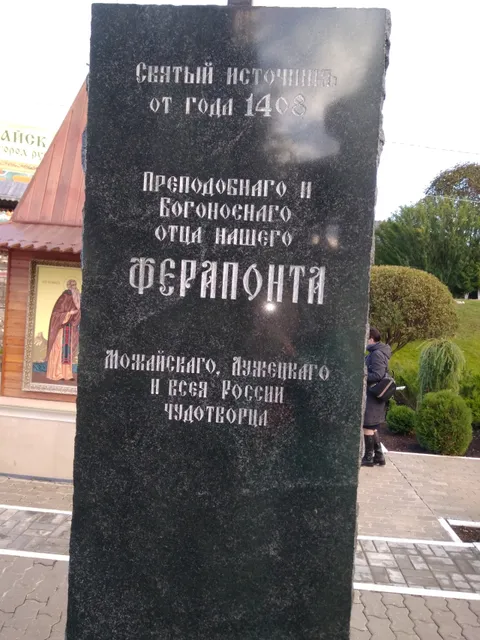 Святый источникъ
от года 1408
Преподобнаго и
Богоноснаго
отца нашего
Ферапонта
Можайскаго, Лужецкаго
и всея России
чудотворца